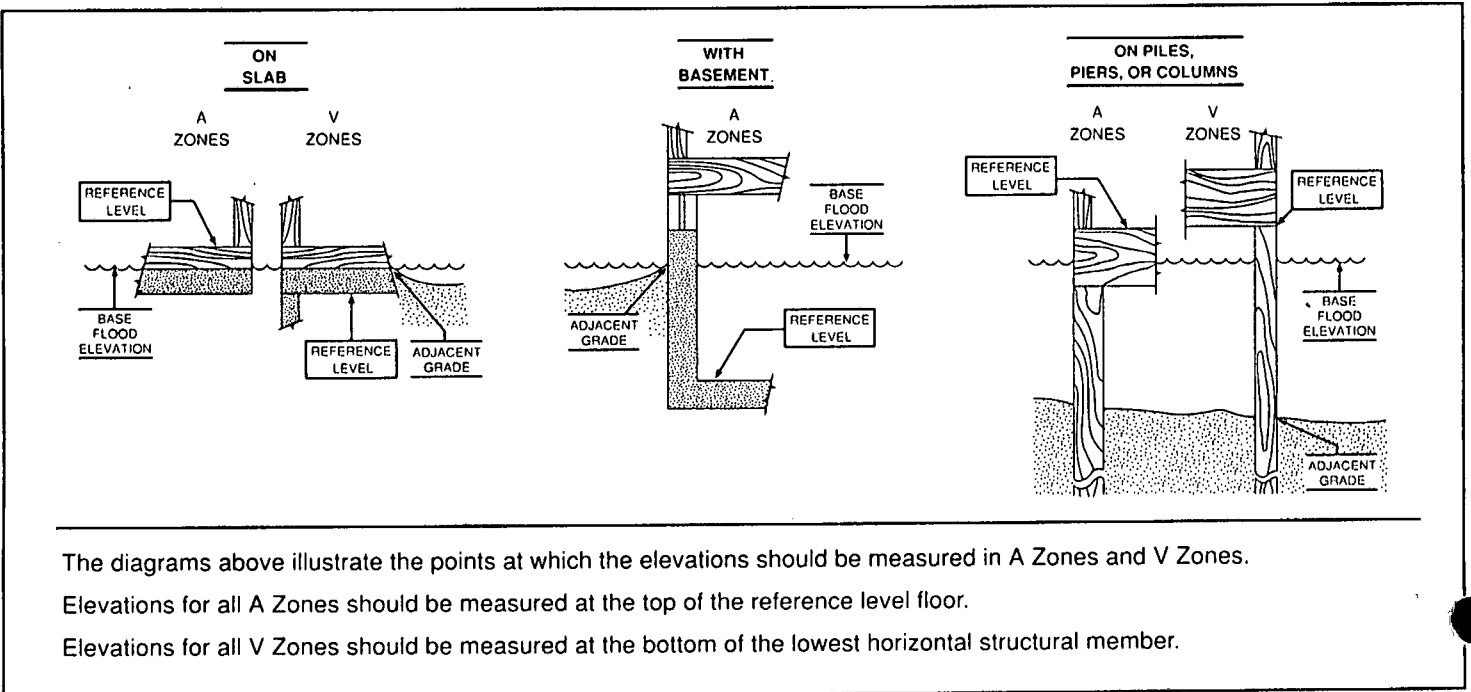 ON
SLAB
A
ZONES
V
ZONES
REFERENCE
LEVEL
BASE
FLOOD
ELEVATION
REFERENCE
LEVEL
ADJACENT
GRADE
WITH
BASEMENT
A
ZONES
BASE
FLOOD
ELEVATION
ADJACENT
GRADE
REFERENCE
LEVEL
ON PILES,
PIERS, OR COLUMNS
A
ZONES
V
ZONES
REFERENCE
LEVEL
REFERENCE
LEVEL
BASE
FLOOD
ELEVATION
ADJACENT
GRADE
The diagrams above illustrate the points at which the elevations should be measured in A Zones and V Zones.
Elevations for all A Zones should be measured at the top of the reference level floor.
Elevations for all V Zones should be measured at the bottom of the lowest horizontal structural member.